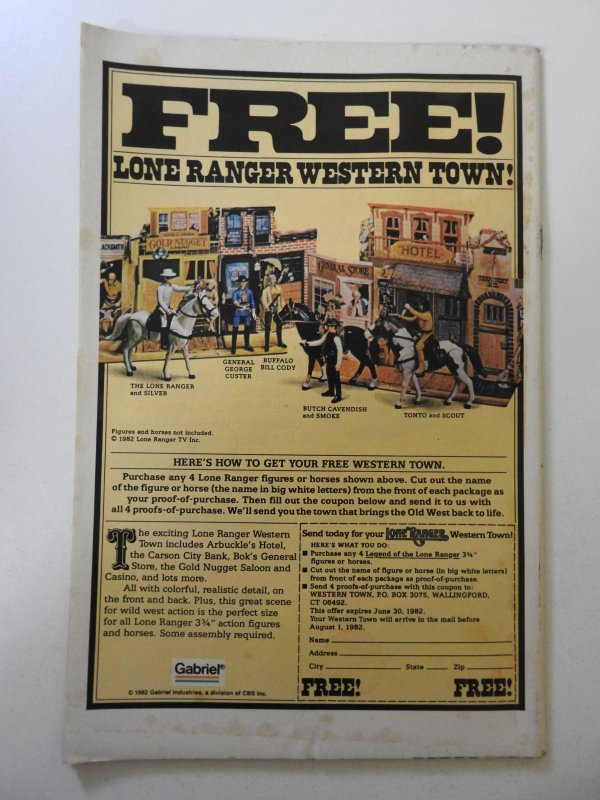 FREE!
LONE RANGER WESTERN TOWN!
GOLD NUGGET
GENERAL STORE
HOTEL
THE LONE RANGER
and SILVER
GENERAL
GEORGE
CUSTER
BUFFALO
BILL CODY
BUTCH CAVENDISH
and SMOKE
TONTO and SCOUT
Figures and horses not included.
© 1982 Lone Ranger TV Inc.
HERE'S HOW TO GET YOUR FREE WESTERN TOWN.
Purchase any 4 Lone Ranger figures or horses shown above. Cut out the name
of the figure or horse (the name in big white letters) from the front of each package as
your proof-of-purchase. Then fill out the coupon below and send it to us with
all 4 proofs-of-purchase. We'll send you the town that brings the Old West back to life.
The exciting Lone Ranger Western
Town includes Arbuckle's Hotel,
the Carson City Bank, Bok's General
Store, the Gold Nugget Saloon and
Casino, and lots more.
All with colorful, realistic detail, on
the front and back. Plus, this great scene
for wild west action is the perfect size
for all Lone Ranger 3¾" action figures
and horses. Some assembly required.
Gabriel®
© 1982 Gabriel Industries, a division of CBS Inc.
Send today for your LONE RANGER Western Town!
HERE'S WHAT YOU DO:
■ Purchase any 4 Legend of the Lone Ranger 3¾"
figures or horses.
■ Cut out name of figure or horse (in big white letters)
from front of each package as proof-of-purchase.
■ Send 4 proofs-of-purchase with this coupon to:
WESTERN TOWN, P.O. BOX 3075, WALLINGFORD,
CT 06492.
This offer expires June 30, 1982.
Your Western Town will arrive in the mail before
August 1, 1982.
Name
Address
City State Zip
FREE! FREE!